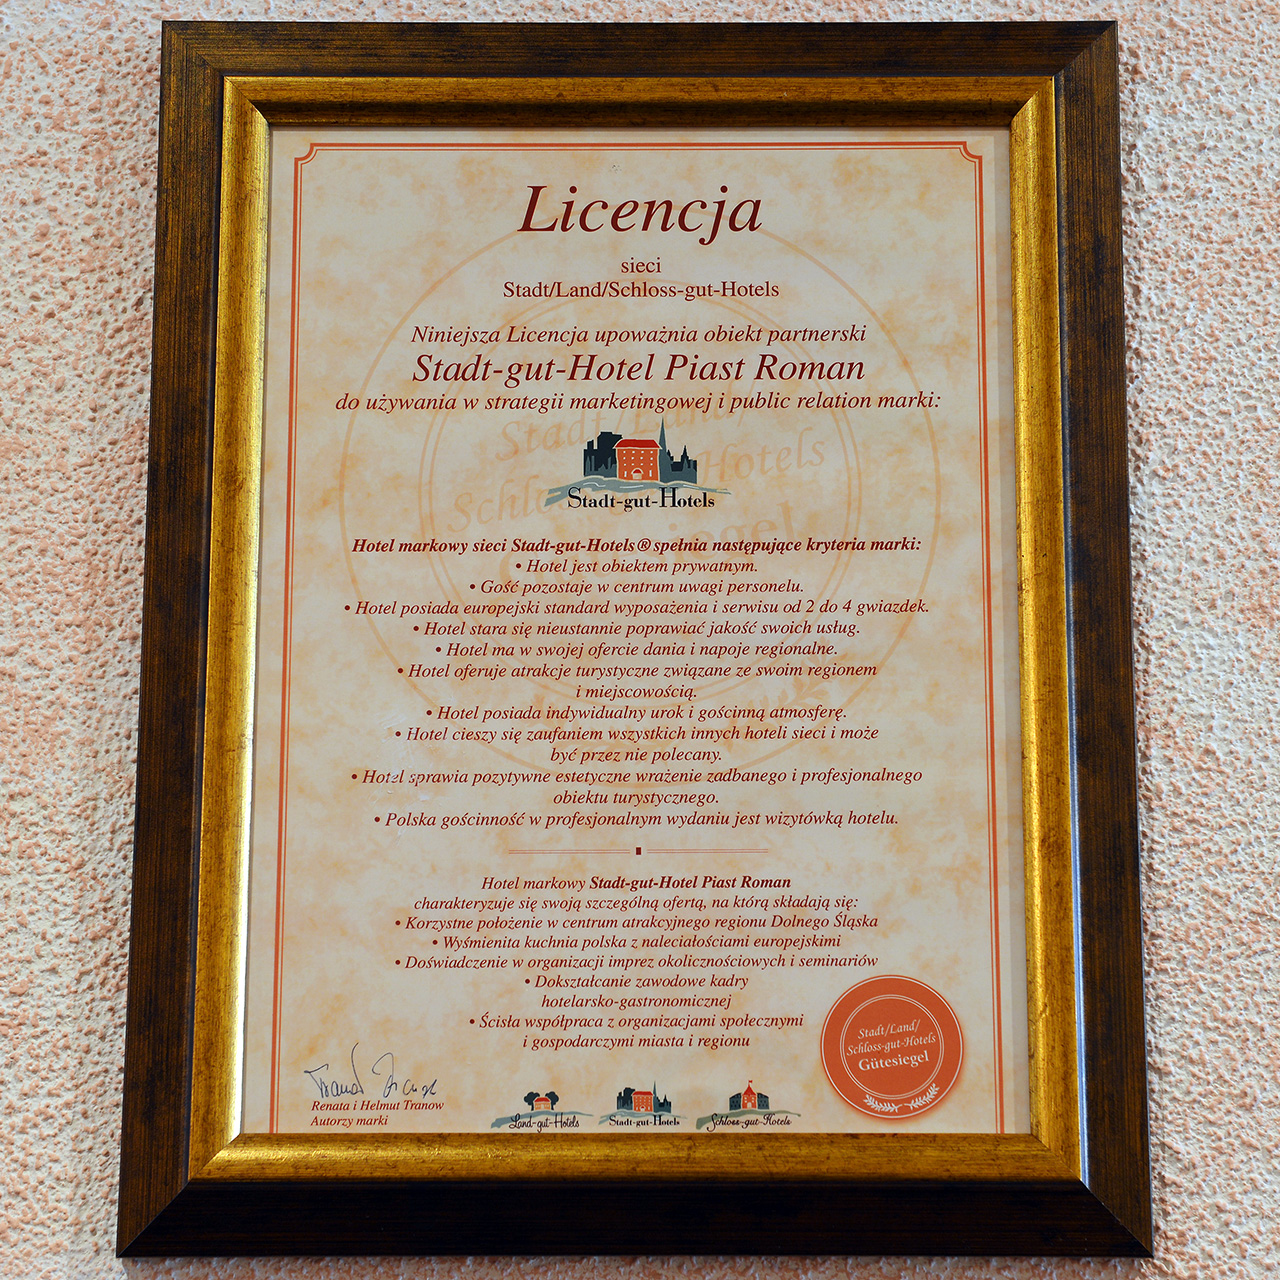 Licencja
sieci
Stadt/Land/Schloss-gut-Hotels
Niniejsza Licencja upoważnia obiekt partnerski
Stadt-gut-Hotel Piast Roman
do używania w strategii marketingowej i public relation marki:
Stadt/Land/
Schloss-gut-Hotels
Gütesiegel
Stadt-gut-Hotels
Hotel markowy sieci Stadt-gut-Hotels® spełnia następujące kryteria marki:
• Hotel jest obiektem prywatnym.
• Gość pozostaje w centrum uwagi personelu.
• Hotel posiada europejski standard wyposażenia i serwisu od 2 do 4 gwiazdek.
• Hotel stara się nieustannie poprawiać jakość swoich usług.
• Hotel ma w swojej ofercie dania i napoje regionalne.
• Hotel oferuje atrakcje turystyczne związane ze swoim regionem
i miejscowością.
• Hotel posiada indywidualny urok i gościnną atmosferę.
• Hotel cieszy się zaufaniem wszystkich innych hoteli sieci i może
być przez nie polecany.
• Hotel sprawia pozytywne estetyczne wrażenie zadbanego i profesjonalnego
obiektu turystycznego.
• Polska gościnność w profesjonalnym wydaniu jest wizytówką hotelu.
Hotel markowy Stadt-gut-Hotel Piast Roman
charakteryzuje się swoją szczególną ofertą, na którą składają się:
• Korzystne położenie w centrum atrakcyjnego regionu Dolnego Śląska
• Wyśmienita kuchnia polska z naleciałościami europejskimi
• Doświadczenie w organizacji imprez okolicznościowych i seminariów
• Dokształcanie zawodowe kadry
hotelarsko-gastronomicznej
• Ścisła współpraca z organizacjami społecznymi
i gospodarczymi miasta i regionu
Stadt/Land/
Schloss-gut-Hotels
Gütesiegel
Renata i Helmut Tranow
Autorzy marki
Land-gut-Hotels
Stadt-gut-Hotels
Schloss-gut-Hotels